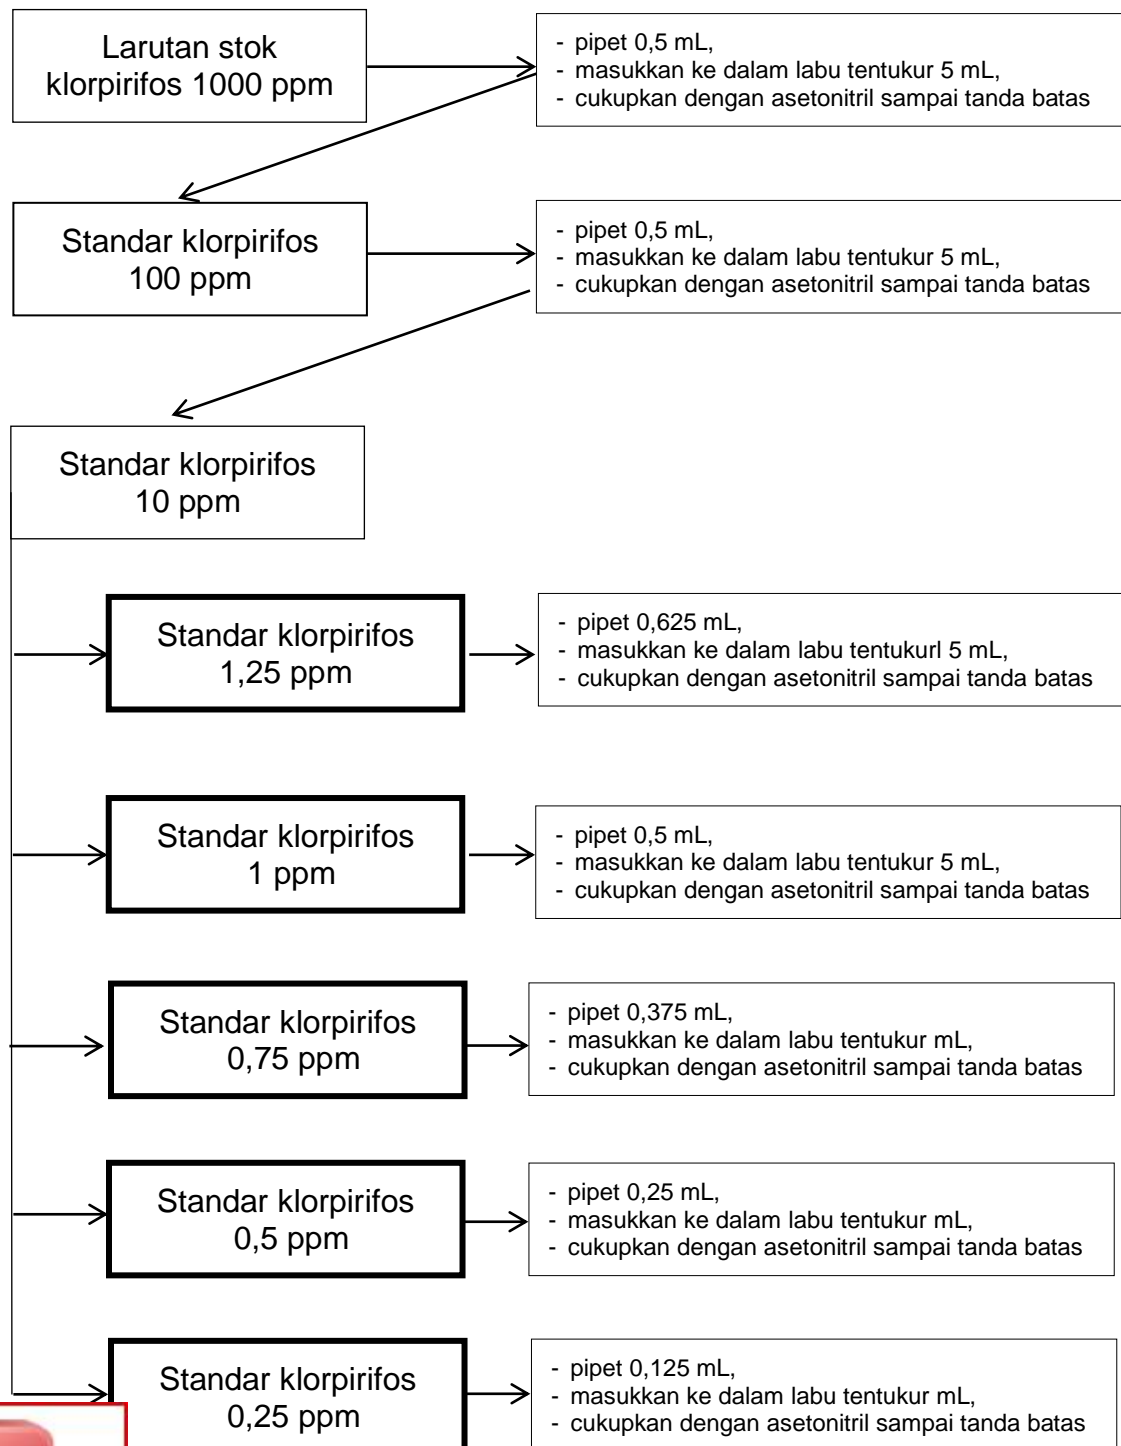 Larutan stok
klorpirifos 1000 ppm
- pipet 0,5 mL,
- masukkan ke dalam labu tentukur 5 mL,
- cukupkan dengan asetonitril sampai tanda batas
Standar klorpirifos
100 ppm
- pipet 0,5 mL,
- masukkan ke dalam labu tentukur 5 mL,
- cukupkan dengan asetonitril sampai tanda batas
Standar klorpirifos
10 ppm
Standar klorpirifos
1,25 ppm
- pipet 0,625 mL,
- masukkan ke dalam labu tentukurl 5 mL,
- cukupkan dengan asetonitril sampai tanda batas
Standar klorpirifos
1 ppm
- pipet 0,5 mL,
- masukkan ke dalam labu tentukur 5 mL,
- cukupkan dengan asetonitril sampai tanda batas
Standar klorpirifos
0,75 ppm
- pipet 0,375 mL,
- masukkan ke dalam labu tentukur mL,
- cukupkan dengan asetonitril sampai tanda batas
Standar klorpirifos
0,5 ppm
- pipet 0,25 mL,
- masukkan ke dalam labu tentukur mL,
- cukupkan dengan asetonitril sampai tanda batas
Standar klorpirifos
0,25 ppm
- pipet 0,125 mL,
- masukkan ke dalam labu tentukur mL,
- cukupkan dengan asetonitril sampai tanda batas